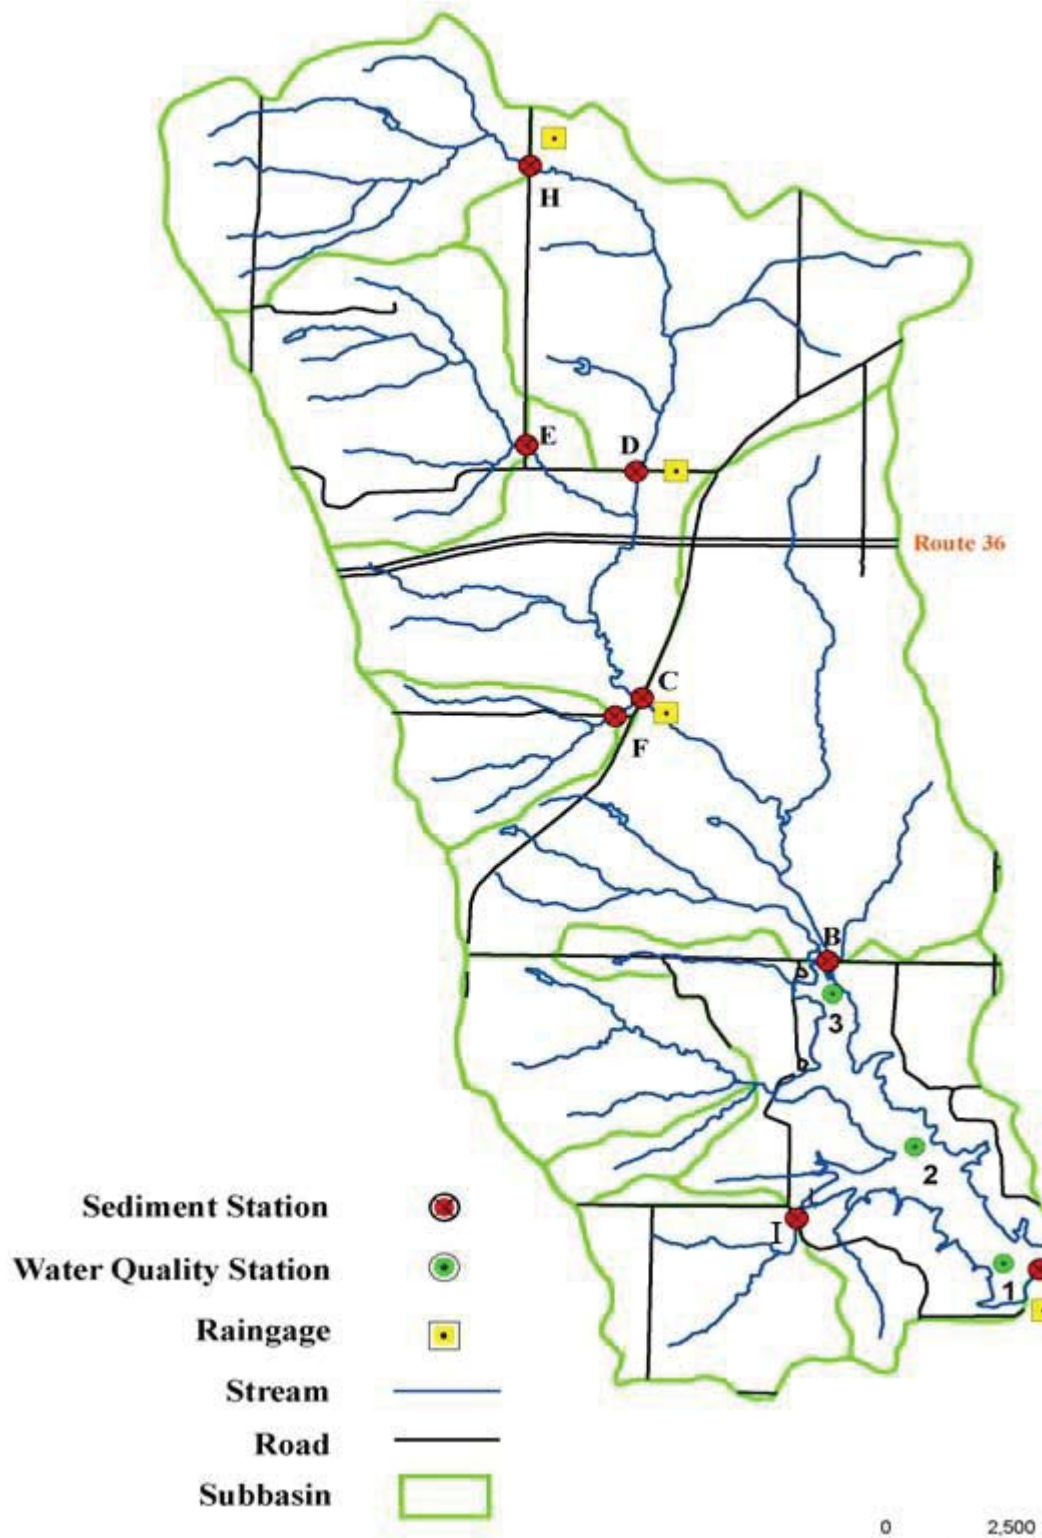 H
E
D
Route 36
C
F
B
3
2
I
1
Sediment Station
Water Quality Station
Raingage
Stream
Road
Subbasin
0 2,500